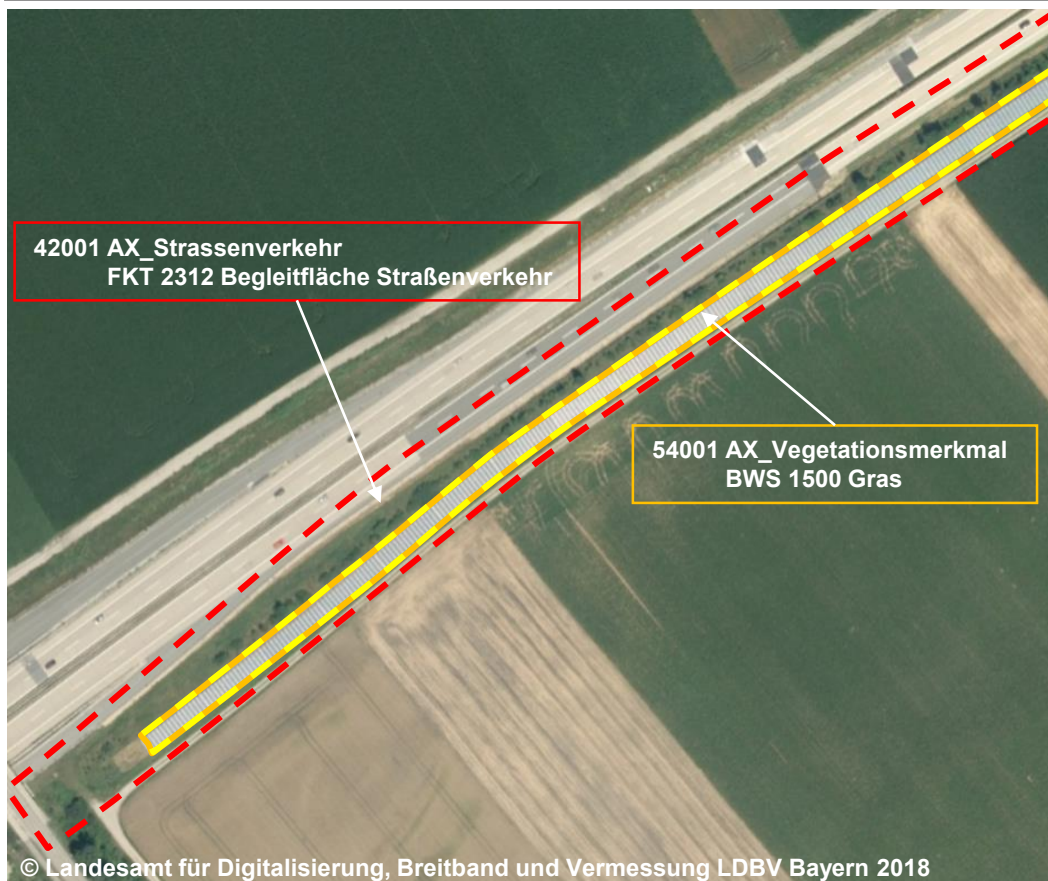 42001 AX_Strassenverkehr
FKT 2312 Begleitfläche Straßenverkehr
54001 AX_Vegetationsmerkmal
BWS 1500 Gras
© Landesamt für Digitalisierung, Breitband und Vermessung LDBV Bayern 2018